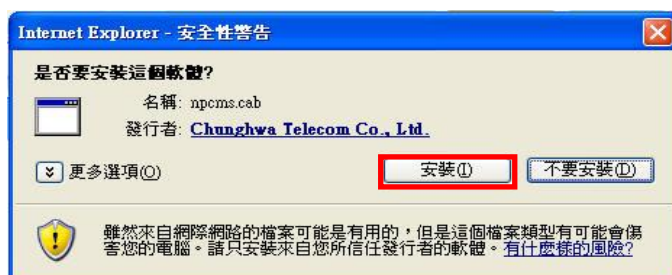 Internet Explorer - 安全性警告
是否要安裝這個軟體?
名稱: npcms.cab
發行者: Chunghwa Telecom Co., Ltd.
更多選項(O)
安裝(I)
不要安裝(D)
雖然來自網際網路的檔案可能是有用的，但是這個檔案類型有可能會傷
害您的電腦。請只安裝來自您所信任發行者的軟體。有什麼樣的風險?